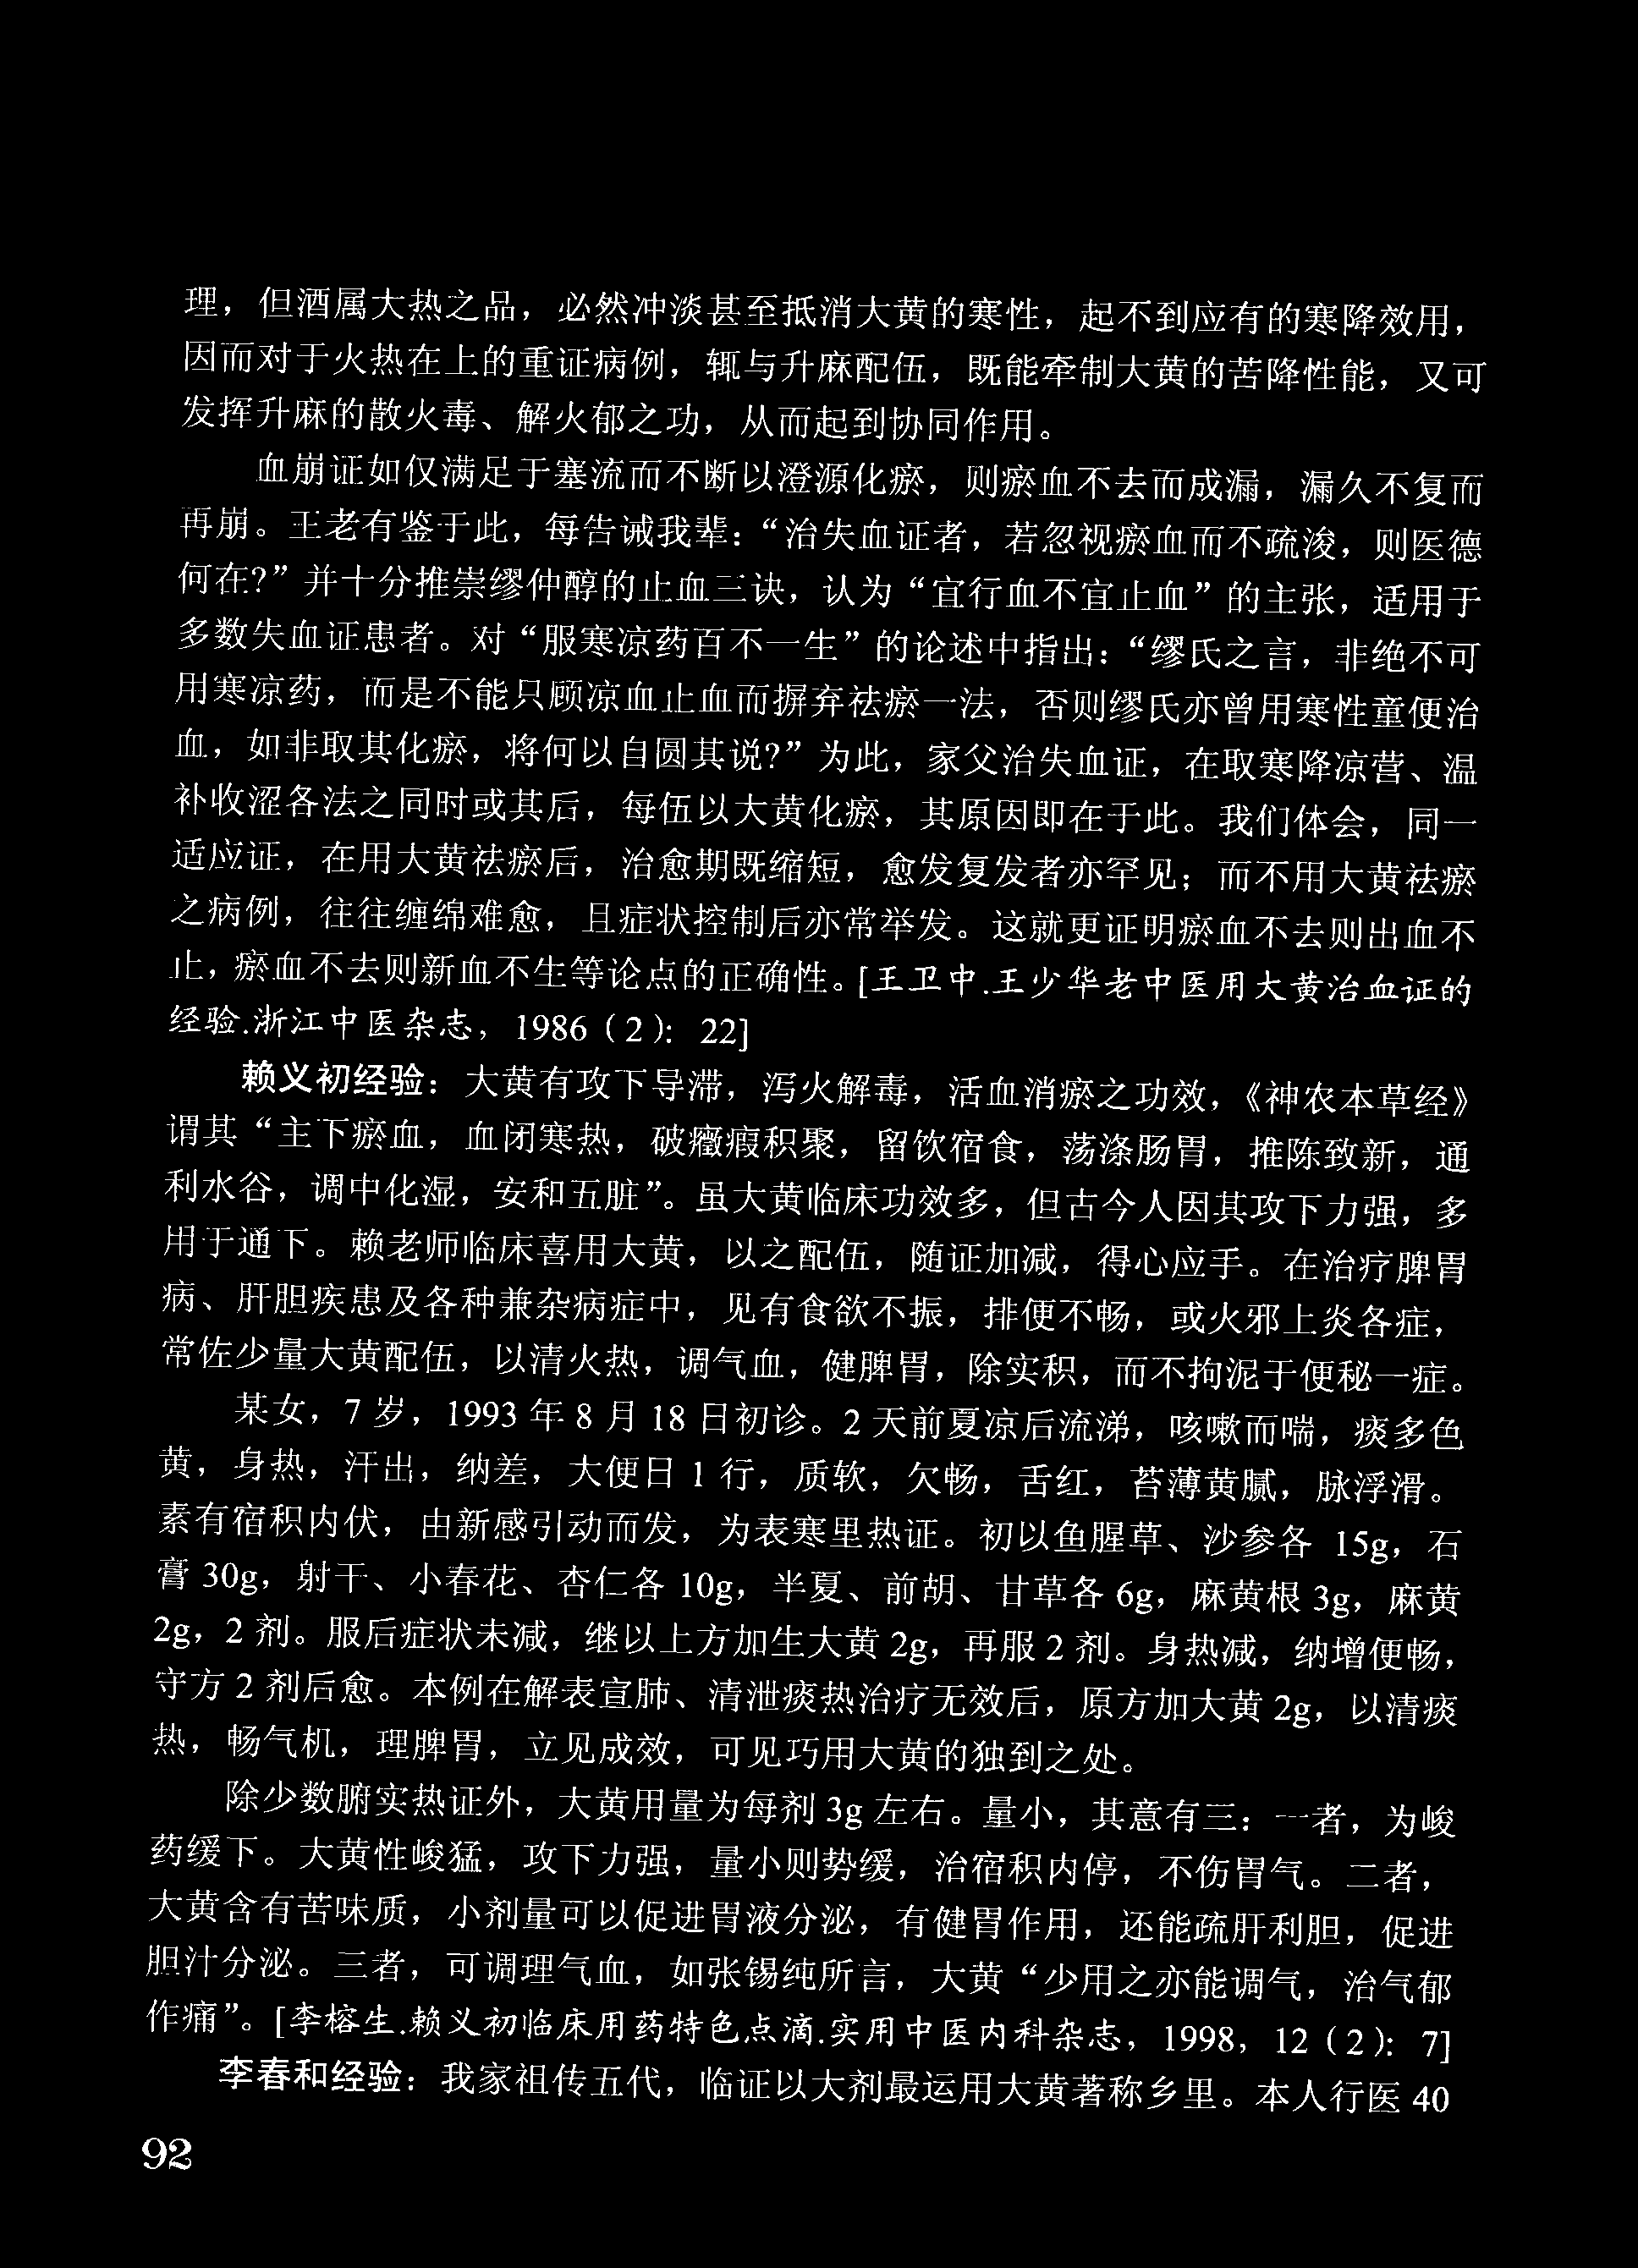 理，但酒属大热之品，必然冲淡甚至抵消大黄的寒性，起不到应有的寒降效用，
因而对于火热在上的重证病例，辄与升麻配伍，既能牵制大黄的苦降性能，又可
发挥升麻的散火毒、解火郁之功，从而起到协同作用。
血崩证如仅满足于塞流而不断以澄源化瘀，则瘀血不去而成漏，漏久不复而
再崩。王老有鉴于此，每告诫我辈：“治失血证者，若忽视瘀血而不疏浚，则医德
何在?”并十分推崇缪仲醇的止血三诀，认为“宜行血不宜止血”的主张，适用于
多数失血证患者。对“服寒凉药百不一生”的论述中指出：“缪氏之言，非绝不可
用寒凉药，而是不能只顾凉血止血而摒弃祛瘀一法，否则缪氏亦曾用寒性童便治
血，如非取其化瘀，将何以自圆其说?”为此，家父治失血证，在取寒降凉营、温
补收涩各法之同时或其后，每伍以大黄化瘀，其原因即在于此。我们体会，同一
适应证，在用大黄祛瘀后，治愈期既缩短，愈发复发者亦罕见；而不用大黄祛瘀
之病例，往往缠绵难愈，且症状控制后亦常举发。这就更证明瘀血不去则出血不
止，瘀血不去则新血不生等论点的正确性。[王卫中.王少华老中医用大黄治血证的
经验.浙江中医杂志，1986（2）：22]
赖义初经验：大黄有攻下导滞，泻火解毒，活血消瘀之功效，《神农本草经》
谓其“主下瘀血，血闭寒热，破癥瘕积聚，留饮宿食，荡涤肠胃，推陈致新，通
利水谷，调中化湿，安和五脏”。虽大黄临床功效多，但古今人因其攻下力强，多
用于通下。赖老师临床喜用大黄，以之配伍，随证加减，得心应手。在治疗脾胃
病、肝胆疾患及各种兼杂病症中，见有食欲不振，排便不畅，或火邪上炎各症，
常佐少量大黄配伍，以清火热，调气血，健脾胃，除实积，而不拘泥于便秘一症。
某女，7岁，1993年8月18日初诊。2天前夏凉后流涕，咳嗽而喘，痰多色
黄，身热，汗出，纳差，大便日1行，质软，欠畅，舌红，苔薄黄腻，脉浮滑。
素有宿积内伏，由新感引动而发，为表寒里热证。初以鱼腥草、沙参各 15g，石
膏30g，射干、小春花、杏仁各10g，半夏、前胡、甘草各6g，麻黄根3g，麻黄
2g，2剂。服后症状未减，继以上方加生大黄2g，再服2剂。身热减，纳增便畅，
守方2剂后愈。本例在解表宣肺、清泄痰热治疗无效后，原方加大黄2g，以清痰
热，畅气机，理脾胃，立见成效，可见巧用大黄的独到之处。
除少数腑实热证外，大黄用量为每剂3g左右。量小，其意有三：一者，为峻
药缓下。大黄性峻猛，攻下力强，量小则势缓，治宿积内停，不伤胃气。二者，
大黄含有苦味质，小剂量可以促进胃液分泌，有健胃作用，还能疏肝利胆，促进
胆汁分泌。三者，可调理气血，如张锡纯所言，大黄“少用之亦能调气，治气郁
作痛”。[李榕生.赖义初临床用药特色点滴.实用中医内科杂志，1998，12（2）：7]
李春和经验：我家祖传五代，临证以大剂最运用大黄著称乡里。本人行医40
92